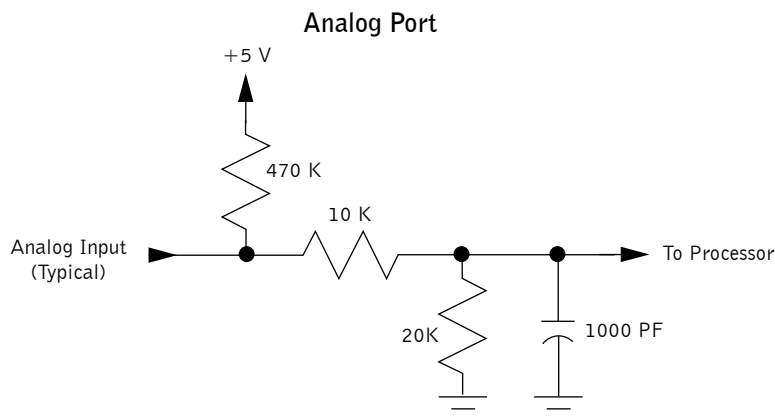 Analog Port
+5 V
470 K
10 K
Analog Input
(Typical)
To Processor
20K
1000 PF